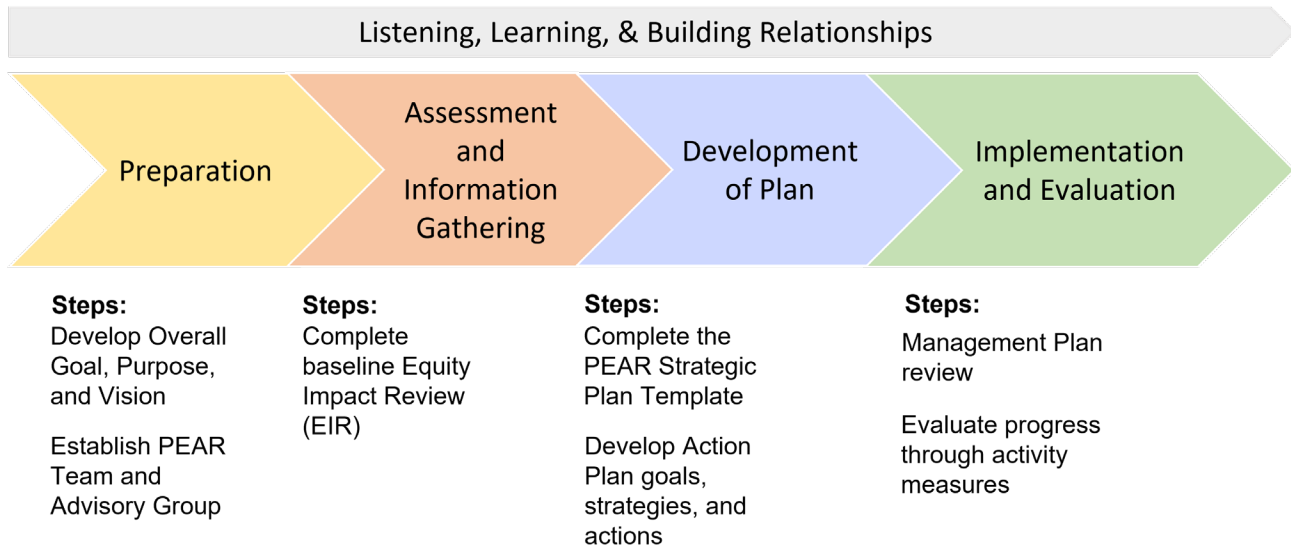 Listening, Learning, & Building Relationships
Preparation
Assessment
and
Information
Gathering
Development
of Plan
Implementation
and Evaluation
Steps:
Develop Overall
Goal, Purpose,
and Vision
Establish PEAR
Team and
Advisory Group
Steps:
Complete
baseline Equity
Impact Review
(EIR)
Steps:
Complete the
PEAR Strategic
Plan Template
Develop Action
Plan goals,
strategies, and
actions
Steps:
Management Plan
review
Evaluate progress
through activity
measures